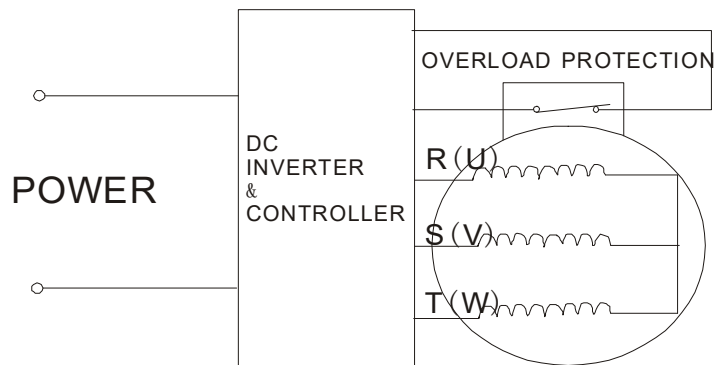 OVERLOAD PROTECTION
DC
INVERTER
&
CONTROLLER
POWER
R(U)
S(V)
T(W)